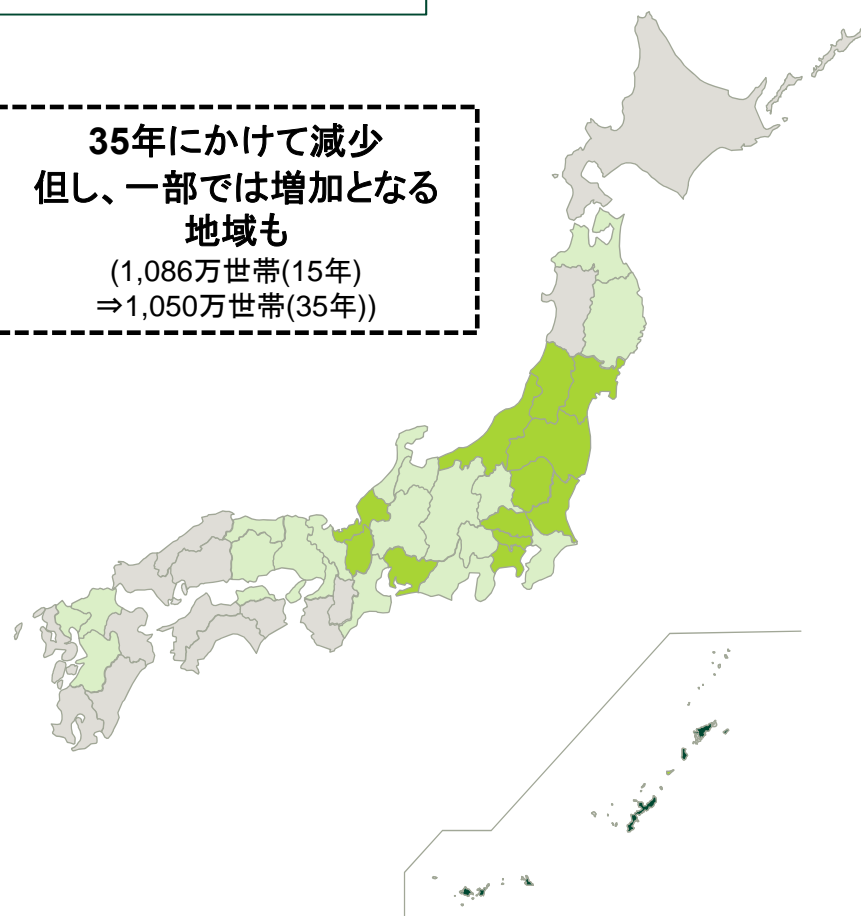 35年にかけて減少
但し、一部では増加となる
地域も
(1,086万世帯(15年)
⇒1,050万世帯(35年))